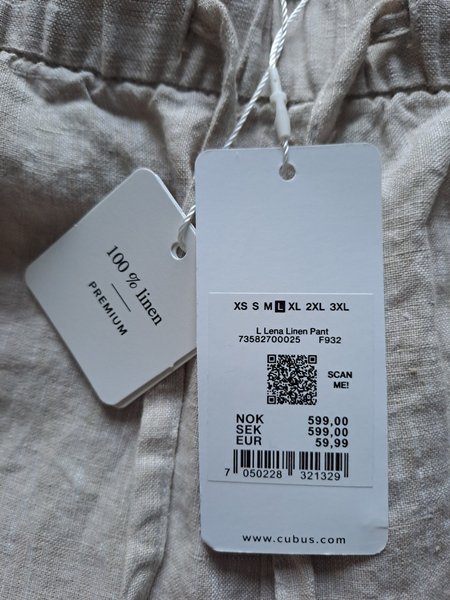 100 % linen
PREMIUM
XS S M L XL 2XL 3XL
L Lena Linen Pant
73582700025 F932
SCAN
ME!
NOK 599,00
SEK 599,00
EUR 59,99
7 050228 321329
www.cubus.com